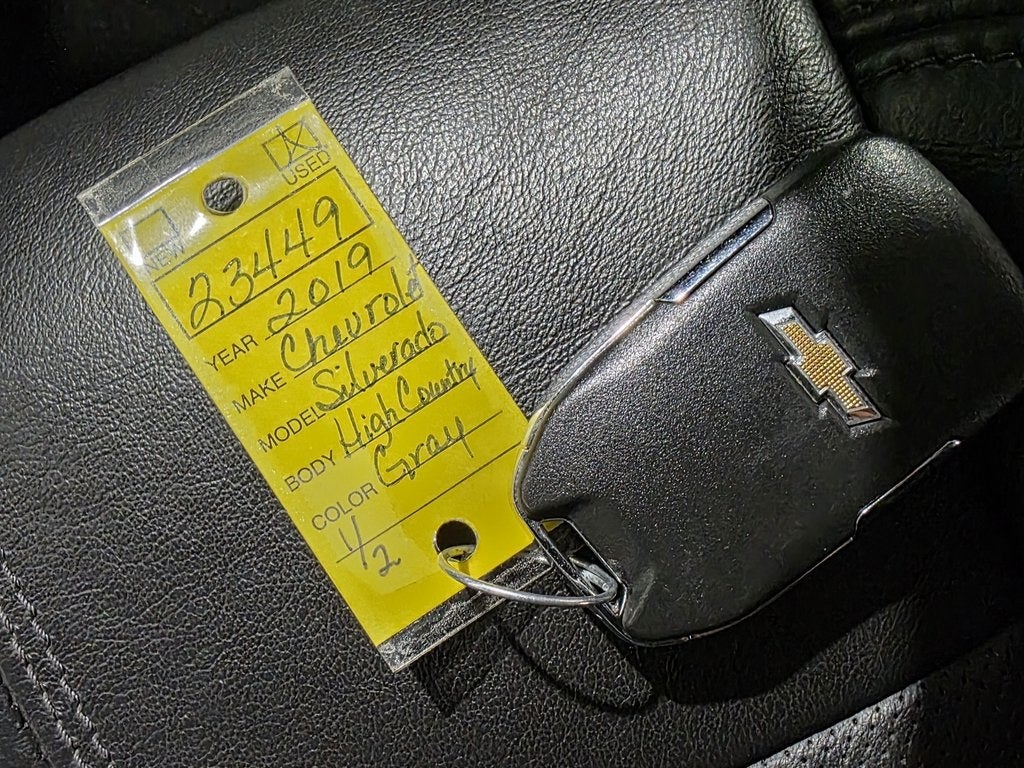 USED
NEW
23449
YEAR 2019
MAKE Chevrolet
MODEL Silverado
BODY High Country
COLOR Gray
1/2